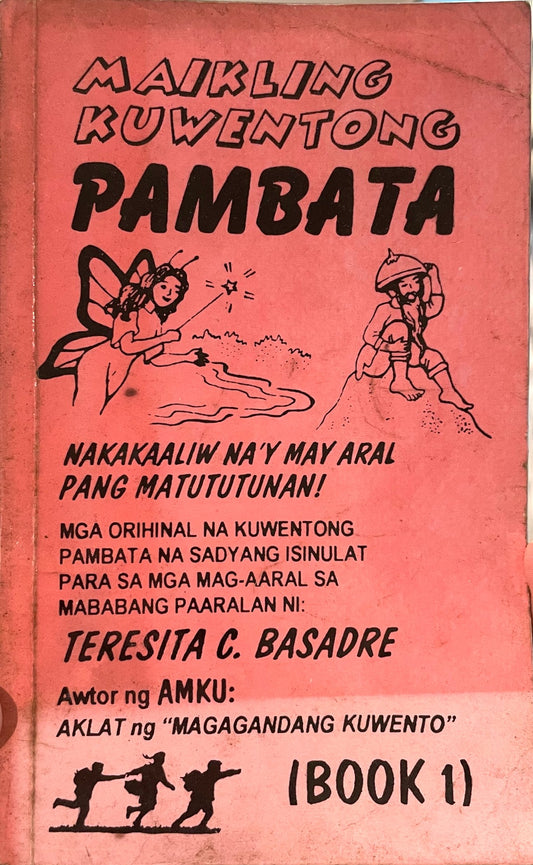 MAIKLING
KUWENTONG
PAMBATA
NAKAKAALIW NA'Y MAY ARAL
PANG MATUTUTUNAN!
MGA ORIHINAL NA KUWENTONG
PAMBATA NA SADYANG ISINULAT
PARA SA MGA MAG-AARAL SA
MABABANG PAARALAN NI:
TERESITA C. BASADRE
Awtor ng AMKU:
AKLAT ng "MAGAGANDANG KUWENTO"
(BOOK 1)